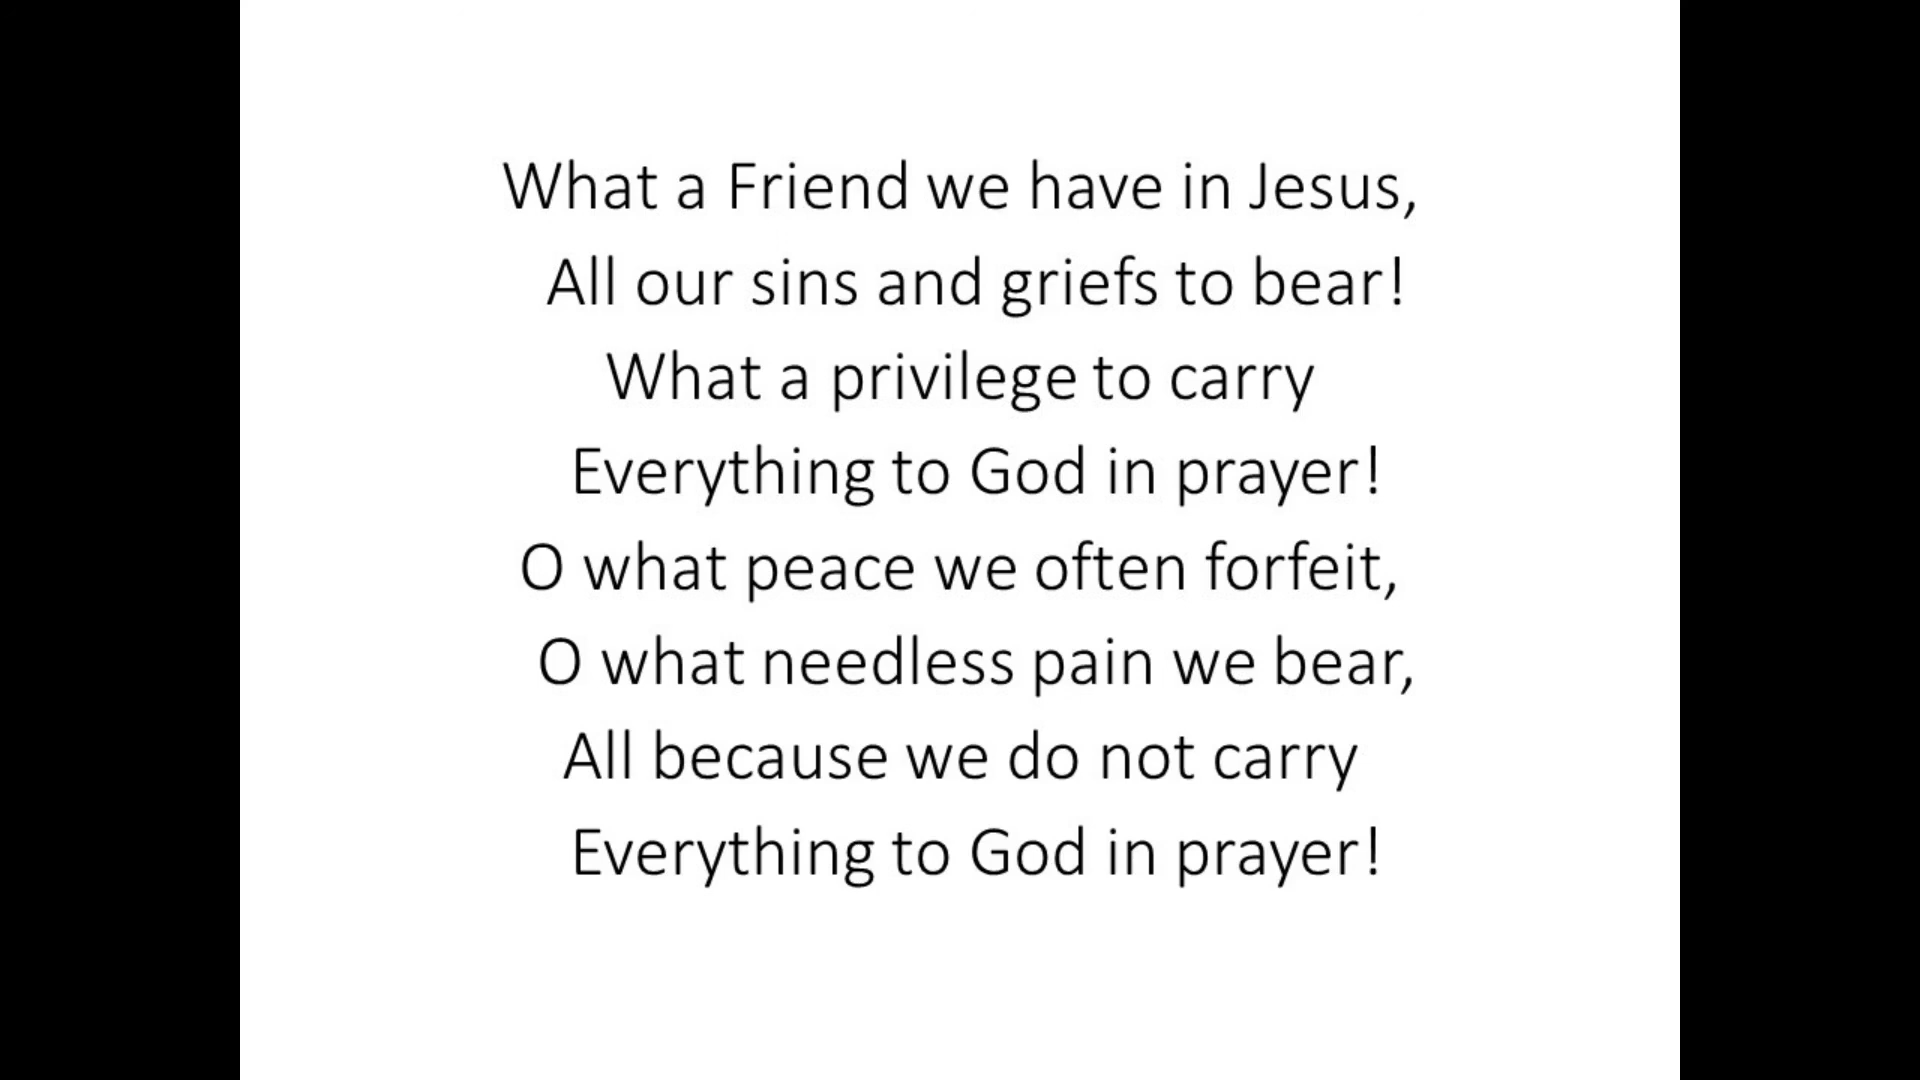 What a Friend we have in Jesus,
All our sins and griefs to bear!
What a privilege to carry
Everything to God in prayer!
O what peace we often forfeit,
O what needless pain we bear,
All because we do not carry
Everything to God in prayer!